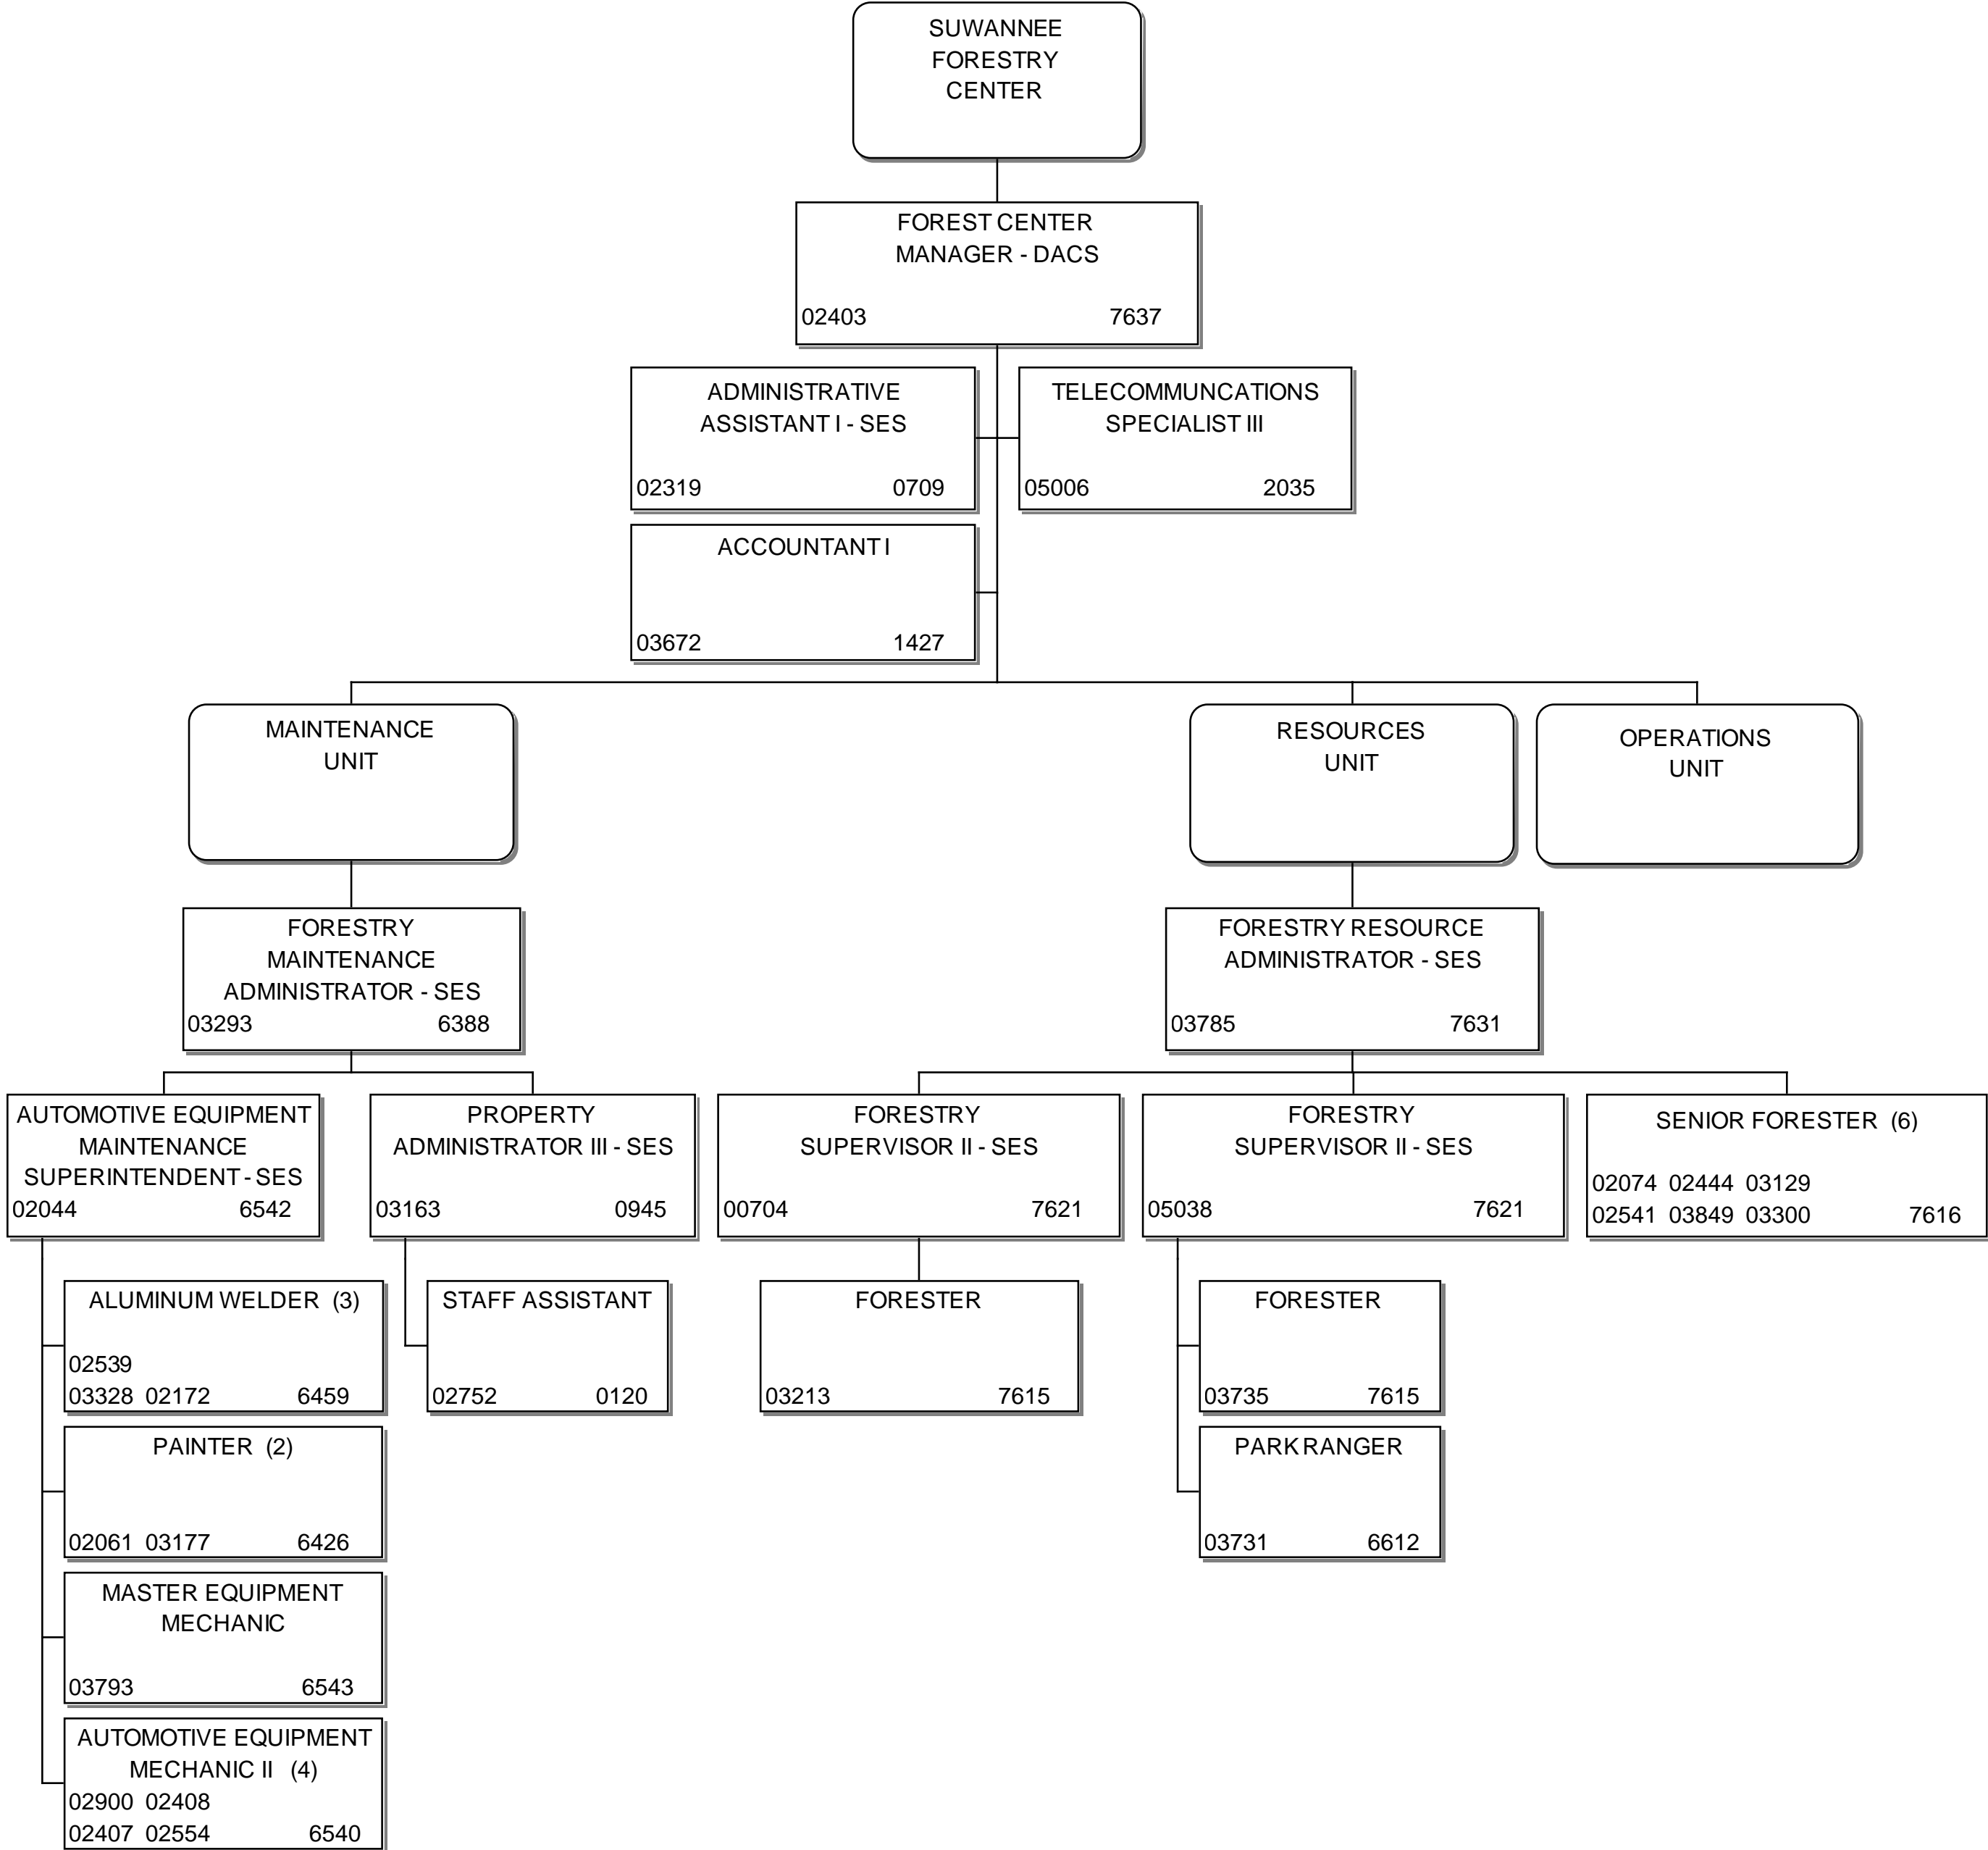 SUWANNEE
FORESTRY
CENTER
FOREST CENTER
MANAGER - DACS
02403 7637
ADMINISTRATIVE
ASSISTANT I - SES
02319 0709
TELECOMMUNCATIONS
SPECIALIST III
05006 2035
ACCOUNTANT I
03672 1427
MAINTENANCE
UNIT
RESOURCES
UNIT
OPERATIONS
UNIT
FORESTRY
MAINTENANCE
ADMINISTRATOR - SES
03293 6388
FORESTRY RESOURCE
ADMINISTRATOR - SES
03785 7631
AUTOMOTIVE EQUIPMENT
MAINTENANCE
SUPERINTENDENT - SES
02044 6542
PROPERTY
ADMINISTRATOR III - SES
03163 0945
FORESTRY
SUPERVISOR II - SES
00704 7621
FORESTRY
SUPERVISOR II - SES
05038 7621
SENIOR FORESTER (6)
02074 02444 03129
02541 03849 03300 7616
ALUMINUM WELDER (3)
02539
03328 02172 6459
STAFF ASSISTANT
02752 0120
FORESTER
03213 7615
FORESTER
03735 7615
PAINTER (2)
02061 03177 6426
PARK RANGER
03731 6612
MASTER EQUIPMENT
MECHANIC
03793 6543
AUTOMOTIVE EQUIPMENT
MECHANIC II (4)
02900 02408
02407 02554 6540